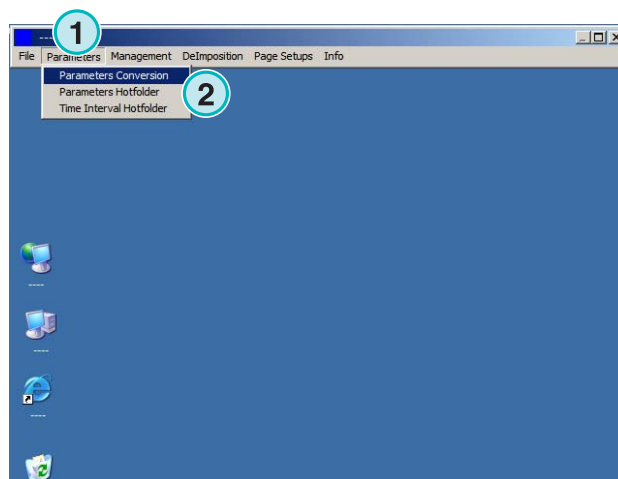 ----
1
File Parameters Management DeImposition Page Setups Info
Parameters Conversion
Parameters Hotfolder
2
Time Interval Hotfolder
----
----
----